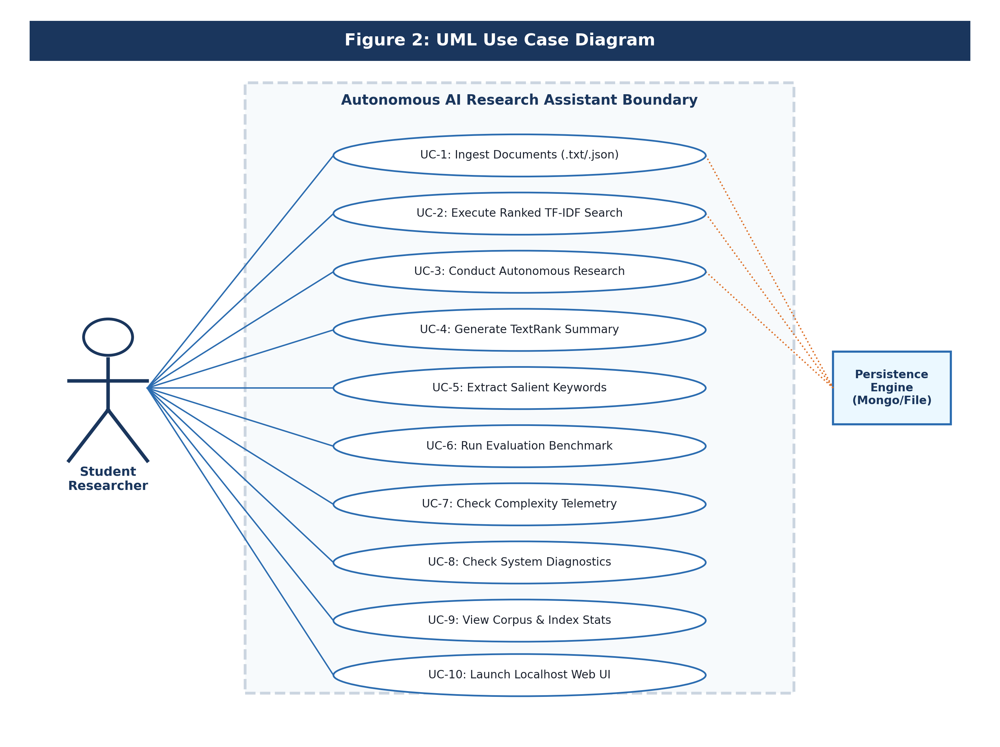 Figure 2: UML Use Case Diagram
Autonomous AI Research Assistant Boundary
UC-1: Ingest Documents (.txt/.json)
UC-2: Execute Ranked TF-IDF Search
UC-3: Conduct Autonomous Research
UC-4: Generate TextRank Summary
UC-5: Extract Salient Keywords
UC-6: Run Evaluation Benchmark
UC-7: Check Complexity Telemetry
UC-8: Check System Diagnostics
UC-9: View Corpus & Index Stats
UC-10: Launch Localhost Web UI
Student
Researcher
Persistence
Engine
(Mongo/File)